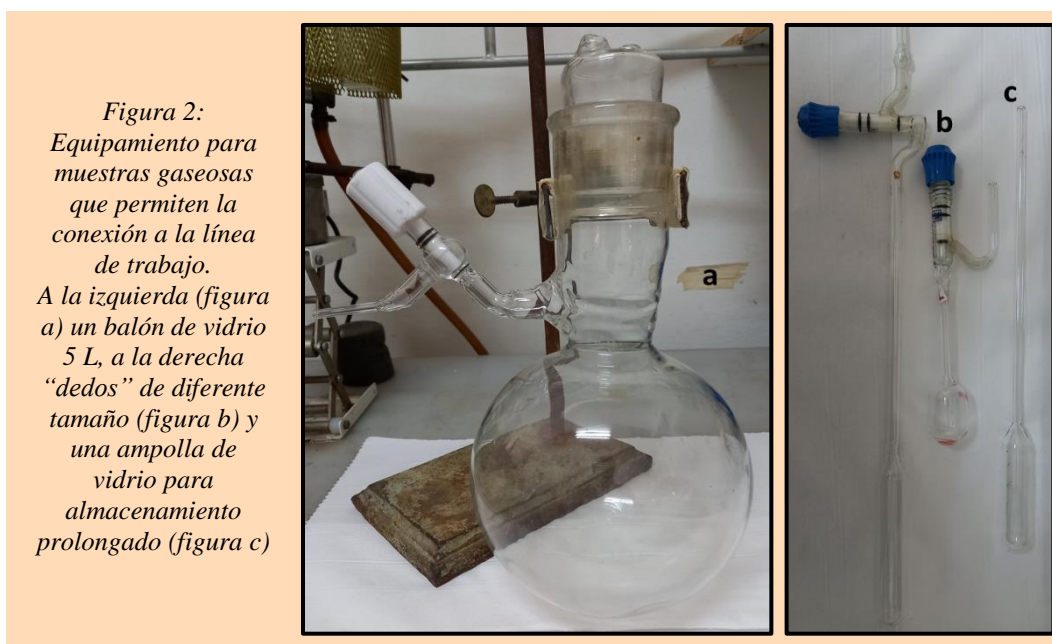 Figura 2:
Equipamiento para
muestras gaseosas
que permiten la
conexión a la línea
de trabajo.
A la izquierda (figura
a) un balón de vidrio
5 L, a la derecha
“dedos” de diferente
tamaño (figura b) y
una ampolla de
vidrio para
almacenamiento
prolongado (figura c)
a
b
c